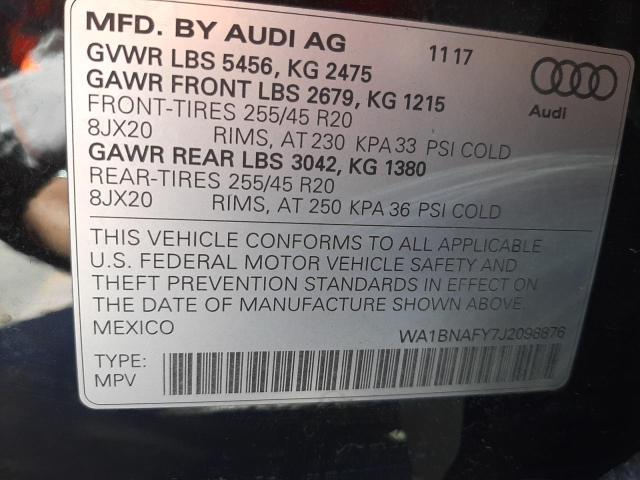 MFD. BY AUDI AG 11 17
GVWR LBS 5456, KG 2475
GAWR FRONT LBS 2679, KG 1215
FRONT-TIRES 255/45 R20
8JX20 RIMS, AT 230 KPA 33 PSI COLD
GAWR REAR LBS 3042, KG 1380
REAR-TIRES 255/45 R20
8JX20 RIMS, AT 250 KPA 36 PSI COLD
Audi
THIS VEHICLE CONFORMS TO ALL APPLICABLE
U.S. FEDERAL MOTOR VEHICLE SAFETY AND
THEFT PREVENTION STANDARDS IN EFFECT ON
THE DATE OF MANUFACTURE SHOWN ABOVE.
MEXICO WA1BNAFY7J2098876
TYPE:
MPV